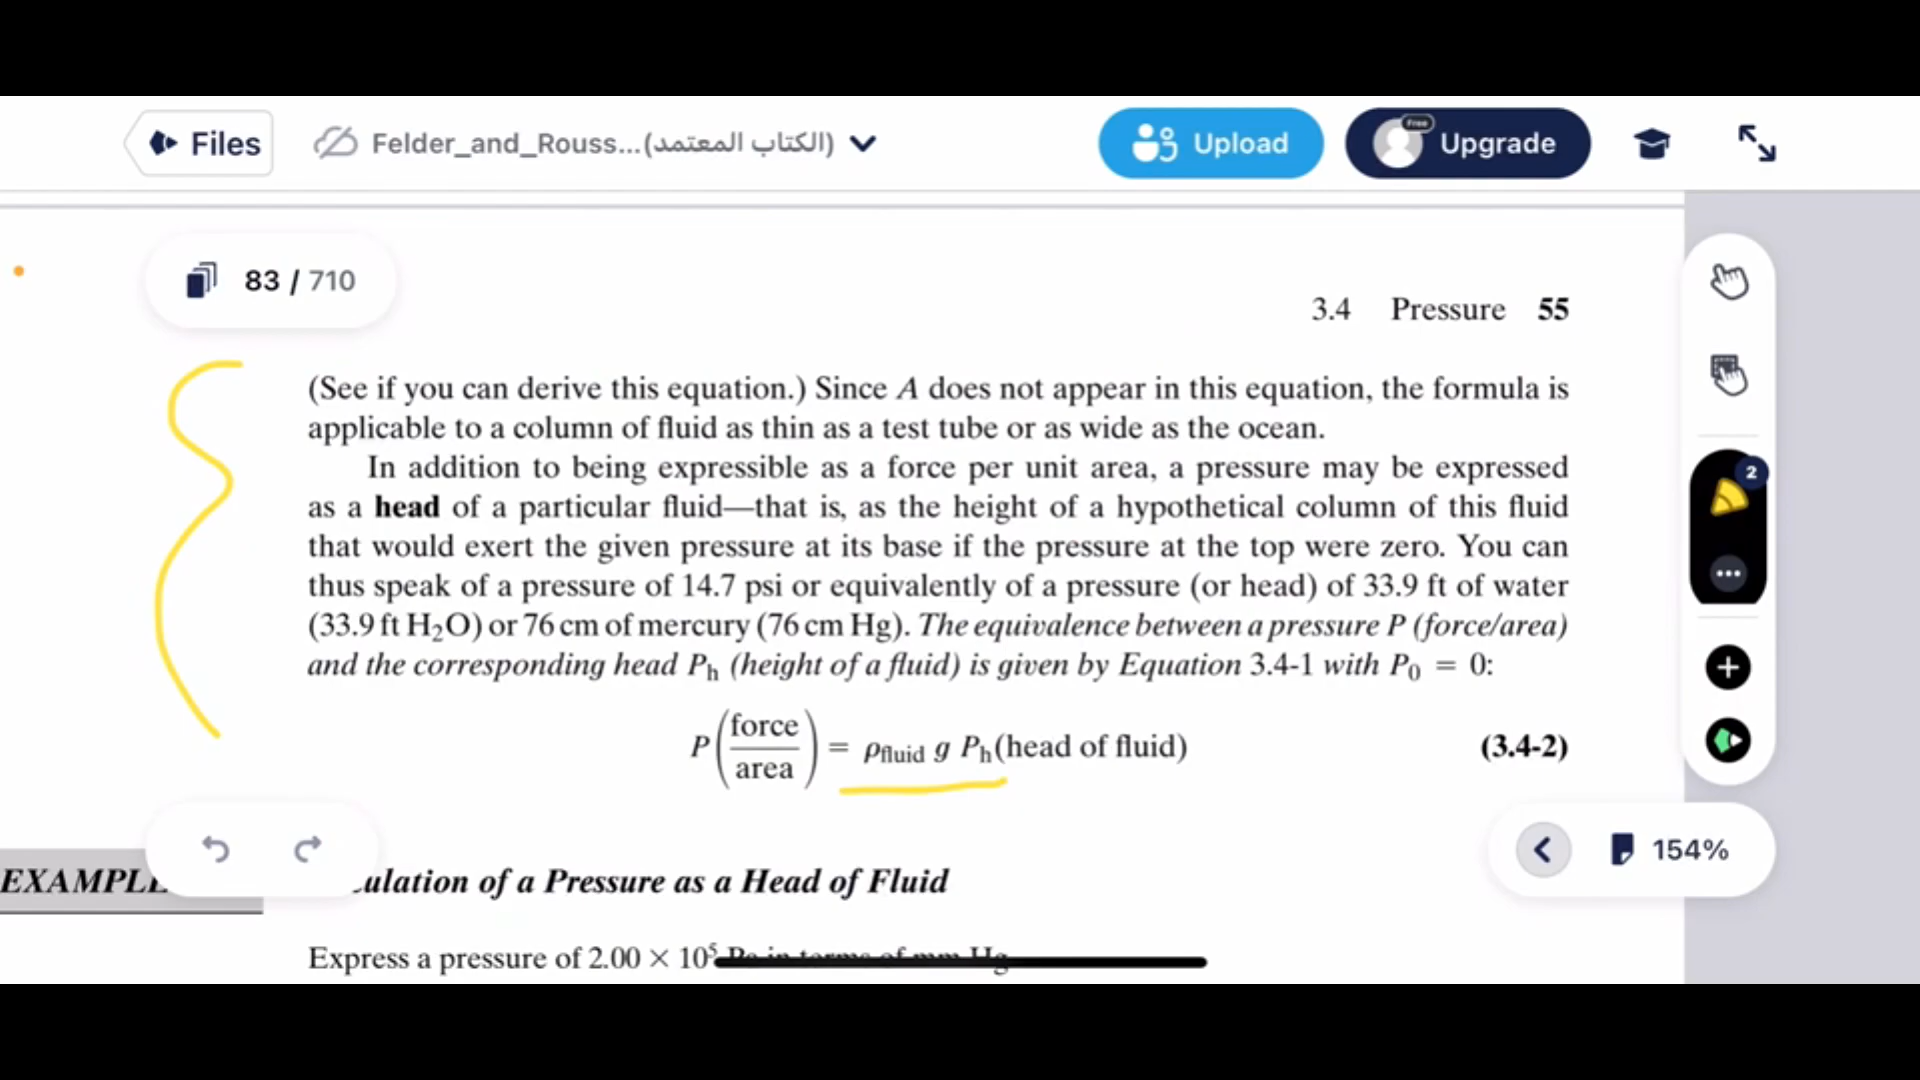 Files
Felder_and_Rouss...(الكتاب المعتمد)
Upload
Free
Upgrade
83 / 710
3.4 Pressure 55
(See if you can derive this equation.) Since A does not appear in this equation, the formula is
applicable to a column of fluid as thin as a test tube or as wide as the ocean.
In addition to being expressible as a force per unit area, a pressure may be expressed
as a head of a particular fluid—that is, as the height of a hypothetical column of this fluid
that would exert the given pressure at its base if the pressure at the top were zero. You can
thus speak of a pressure of 14.7 psi or equivalently of a pressure (or head) of 33.9 ft of water
(33.9 ft H₂O) or 76 cm of mercury (76 cm Hg). The equivalence between a pressure P (force/area)
and the corresponding head Pₕ (height of a fluid) is given by Equation 3.4-1 with P₀ = 0:
P(force/area) = ρfluid g Pₕ(head of fluid) (3.4-2)
2
154%
EXAMPLE
ulation of a Pressure as a Head of Fluid
Express a pressure of 2.00 × 10⁵ Pa in terms of mm Hg